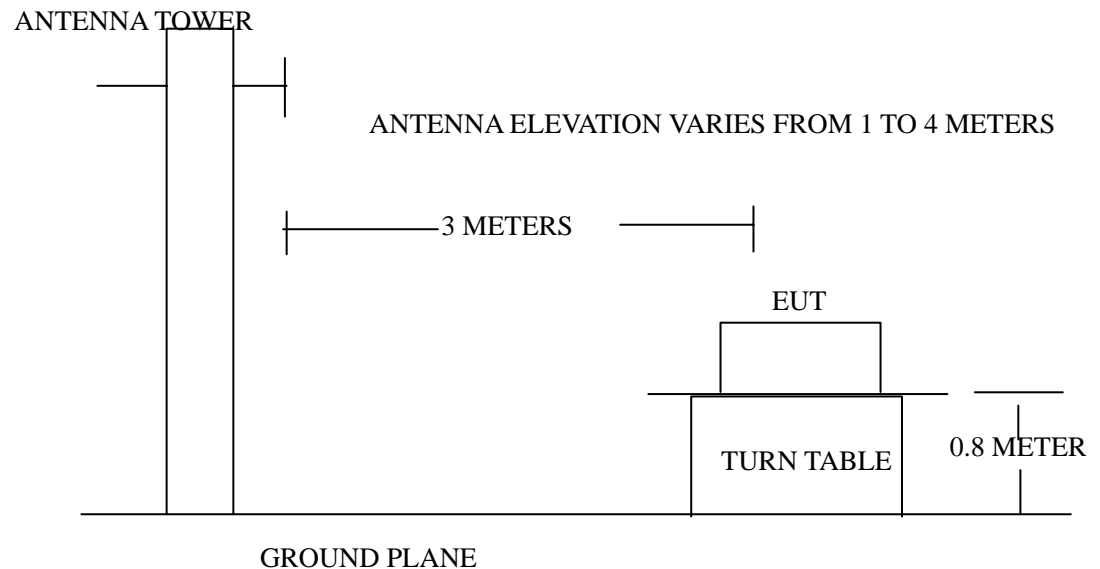 ANTENNA TOWER
ANTENNA ELEVATION VARIES FROM 1 TO 4 METERS
3 METERS
EUT
0.8 METER
TURN TABLE
GROUND PLANE